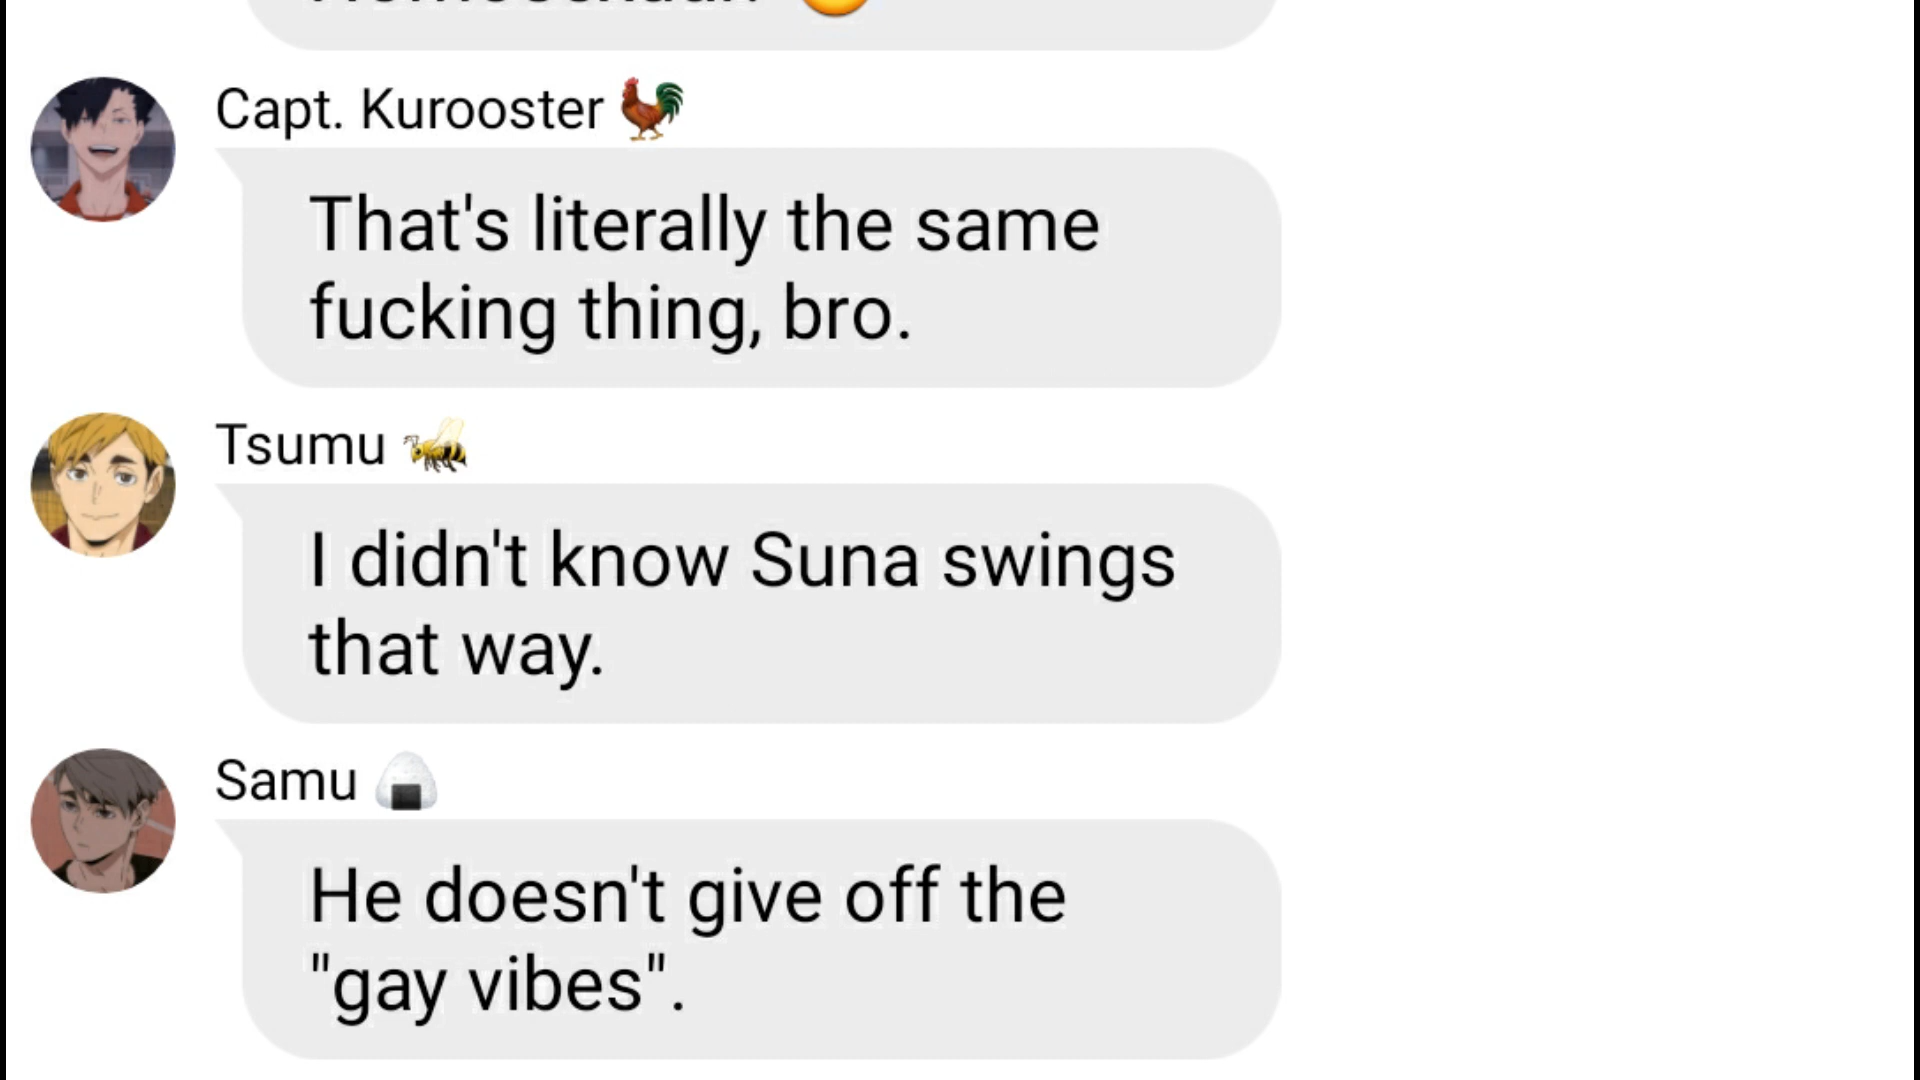 Capt. Kurooster 🐓
That's literally the same
fucking thing, bro.
Tsumu 🐝
I didn't know Suna swings
that way.
Samu 🍙
He doesn't give off the
"gay vibes".